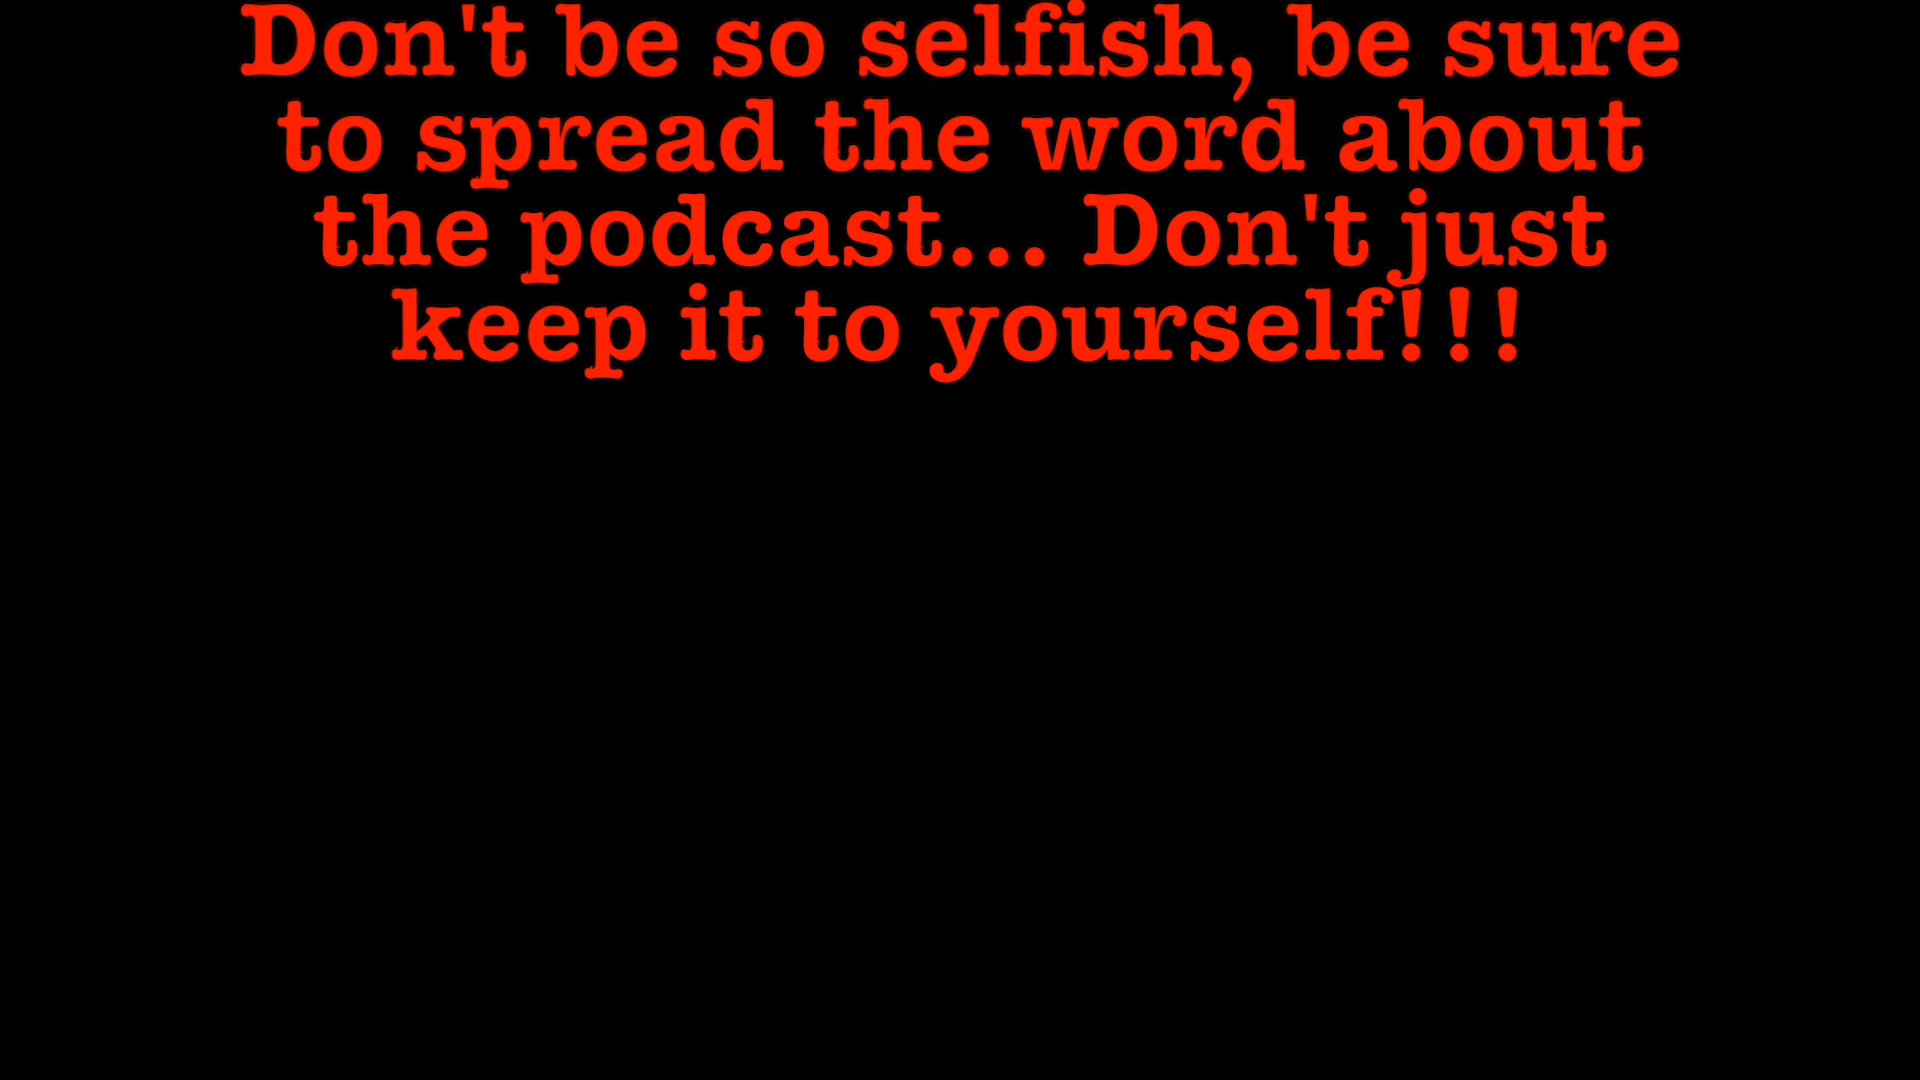 Don't be so selfish, be sure
to spread the word about
the podcast... Don't just
keep it to yourself!!!